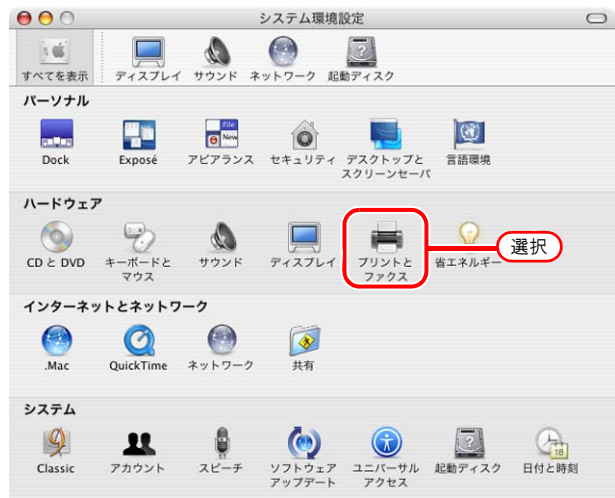 システム環境設定
すべてを表示 ディスプレイ サウンド ネットワーク 起動ディスク
パーソナル
File
New
Dock Exposé アピアランス セキュリティ デスクトップと 言語環境
スクリーンセーバ
ハードウェア
選択
CD と DVD キーボードと サウンド ディスプレイ プリントと 省エネルギー
マウス ファクス
インターネットとネットワーク
.Mac QuickTime ネットワーク 共有
システム
18
Classic アカウント スピーチ ソフトウェア ユニバーサル 起動ディスク 日付と時刻
アップデート アクセス